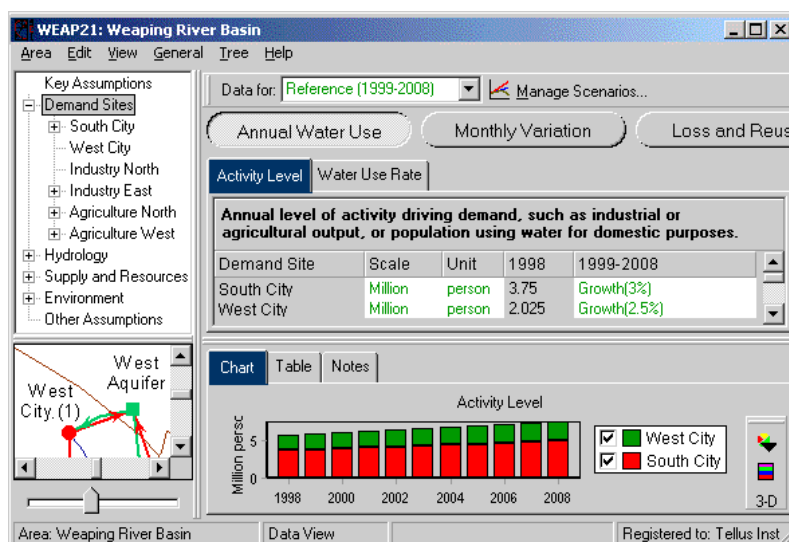 WEAP21: Weaping River Basin
Area Edit View General Tree Help
Key Assumptions
Demand Sites
South City
West City
Industry North
Industry East
Agriculture North
Agriculture West
Hydrology
Supply and Resources
Environment
Other Assumptions
Data for: Reference (1999-2008) Manage Scenarios...
Annual Water Use Monthly Variation Loss and Reus
Activity Level Water Use Rate
Annual level of activity driving demand, such as industrial or
agricultural output, or population using water for domestic purposes.
Demand Site Scale Unit 1998 1999-2008
South City Million person 3.75 Growth(3%)
West City Million person 2.025 Growth(2.5%)
West
Aquifer
West
City. (1)
Chart Table Notes
Activity Level
Million persc
5
0
1998 2000 2002 2004 2006 2008
West City
South City
3-D
Area: Weaping River Basin Data View Registered to: Tellus Inst